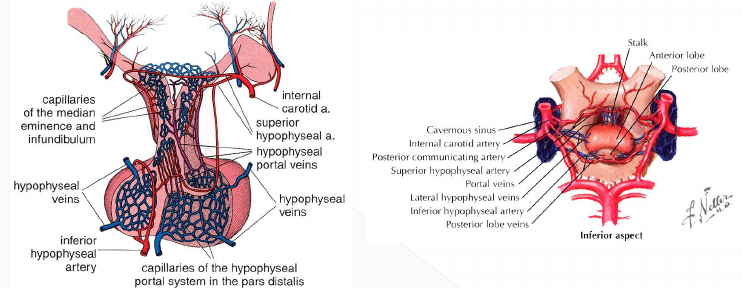 capillaries
of the median
eminence and
infundibulum
internal
carotid a.
superior
hypophyseal a.
hypophyseal
portal veins
hypophyseal
veins
hypophyseal
veins
inferior
hypophyseal
artery
capillaries of the hypophyseal
portal system in the pars distalis
Stalk
Anterior lobe
Posterior lobe
Cavernous sinus
Internal carotid artery
Posterior communicating artery
Superior hypophyseal artery
Portal veins
Lateral hypophyseal veins
Inferior hypophyseal artery
Posterior lobe veins
Inferior aspect
F. Netter